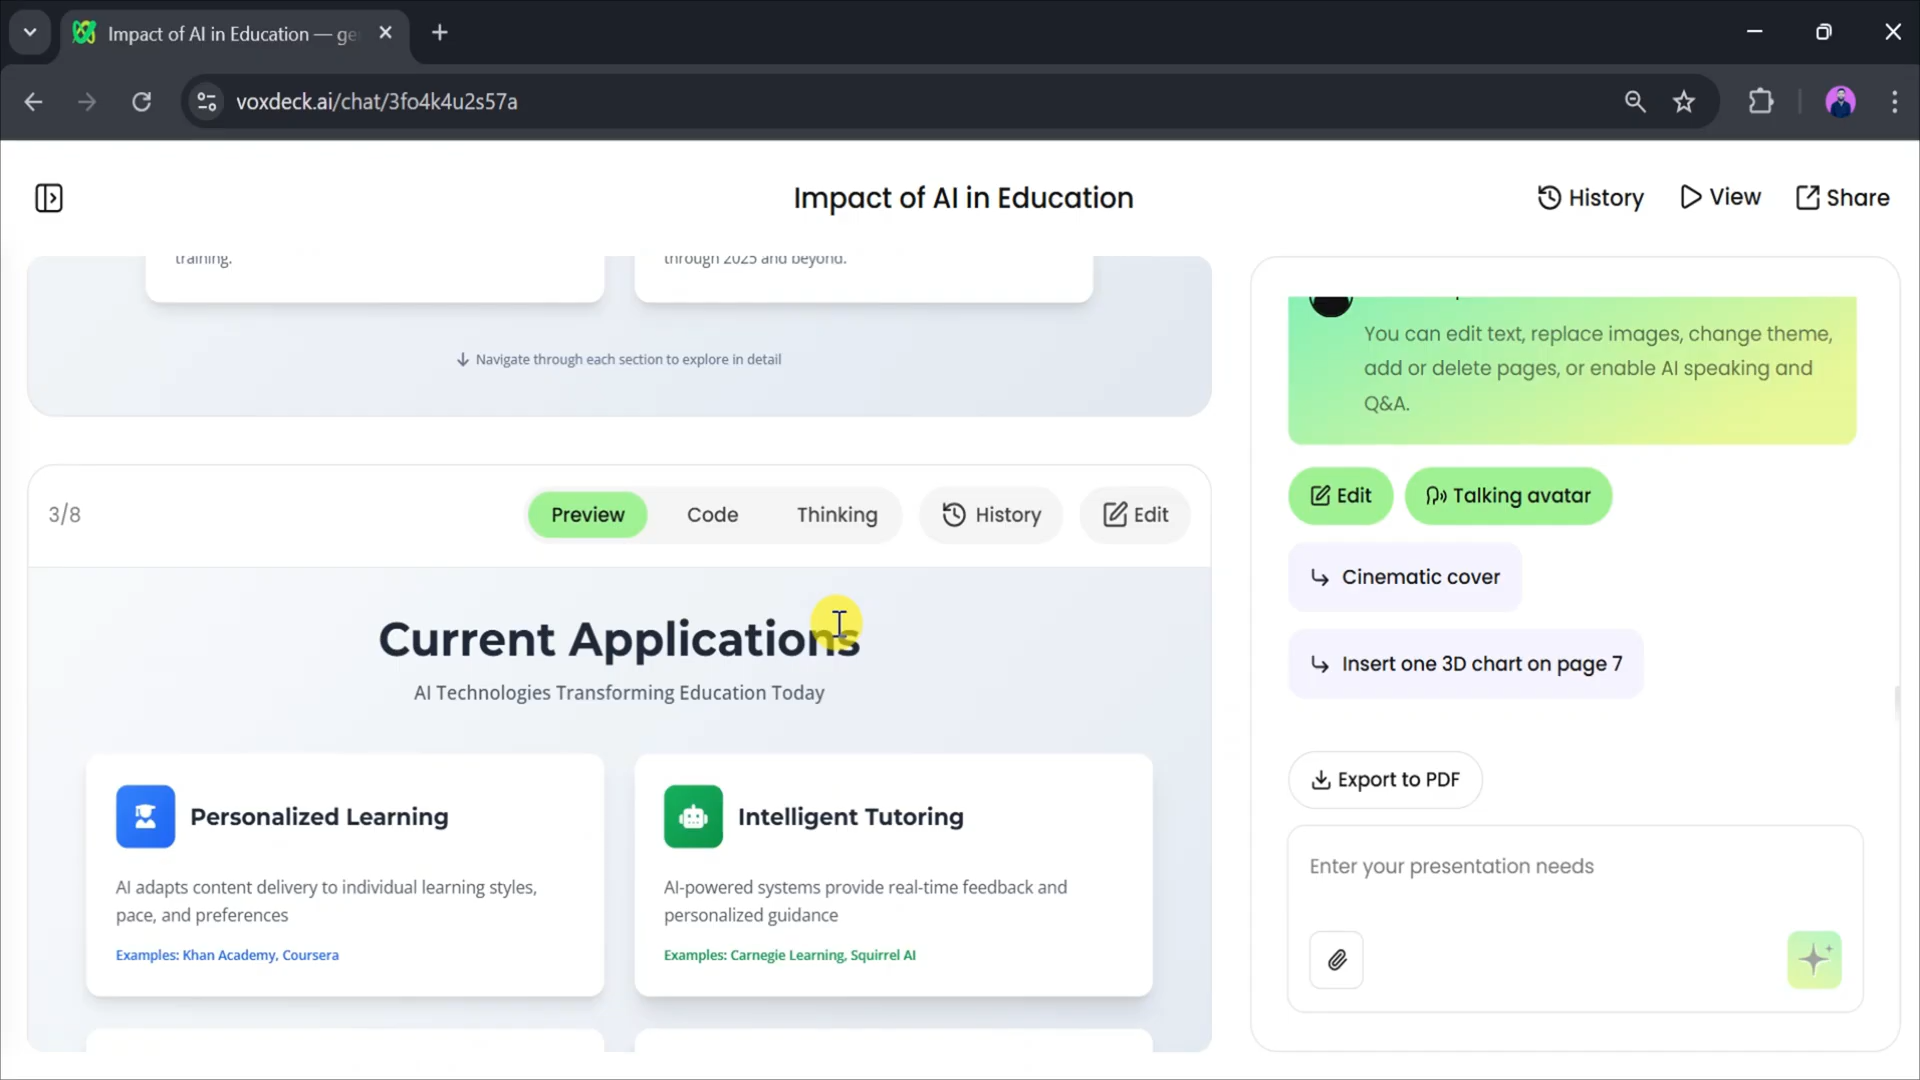 Impact of AI in Education — ge
voxdeck.ai/chat/3fo4k4u2s57a
Impact of AI in Education
History
View
Share
training.
through 2025 and beyond.
Navigate through each section to explore in detail
3/8
Preview
Code
Thinking
History
Edit
Current Applications
AI Technologies Transforming Education Today
Personalized Learning
AI adapts content delivery to individual learning styles,
pace, and preferences
Examples: Khan Academy, Coursera
Intelligent Tutoring
AI-powered systems provide real-time feedback and
personalized guidance
Examples: Carnegie Learning, Squirrel AI
You can edit text, replace images, change theme,
add or delete pages, or enable AI speaking and
Q&A.
Edit
Talking avatar
Cinematic cover
Insert one 3D chart on page 7
Export to PDF
Enter your presentation needs